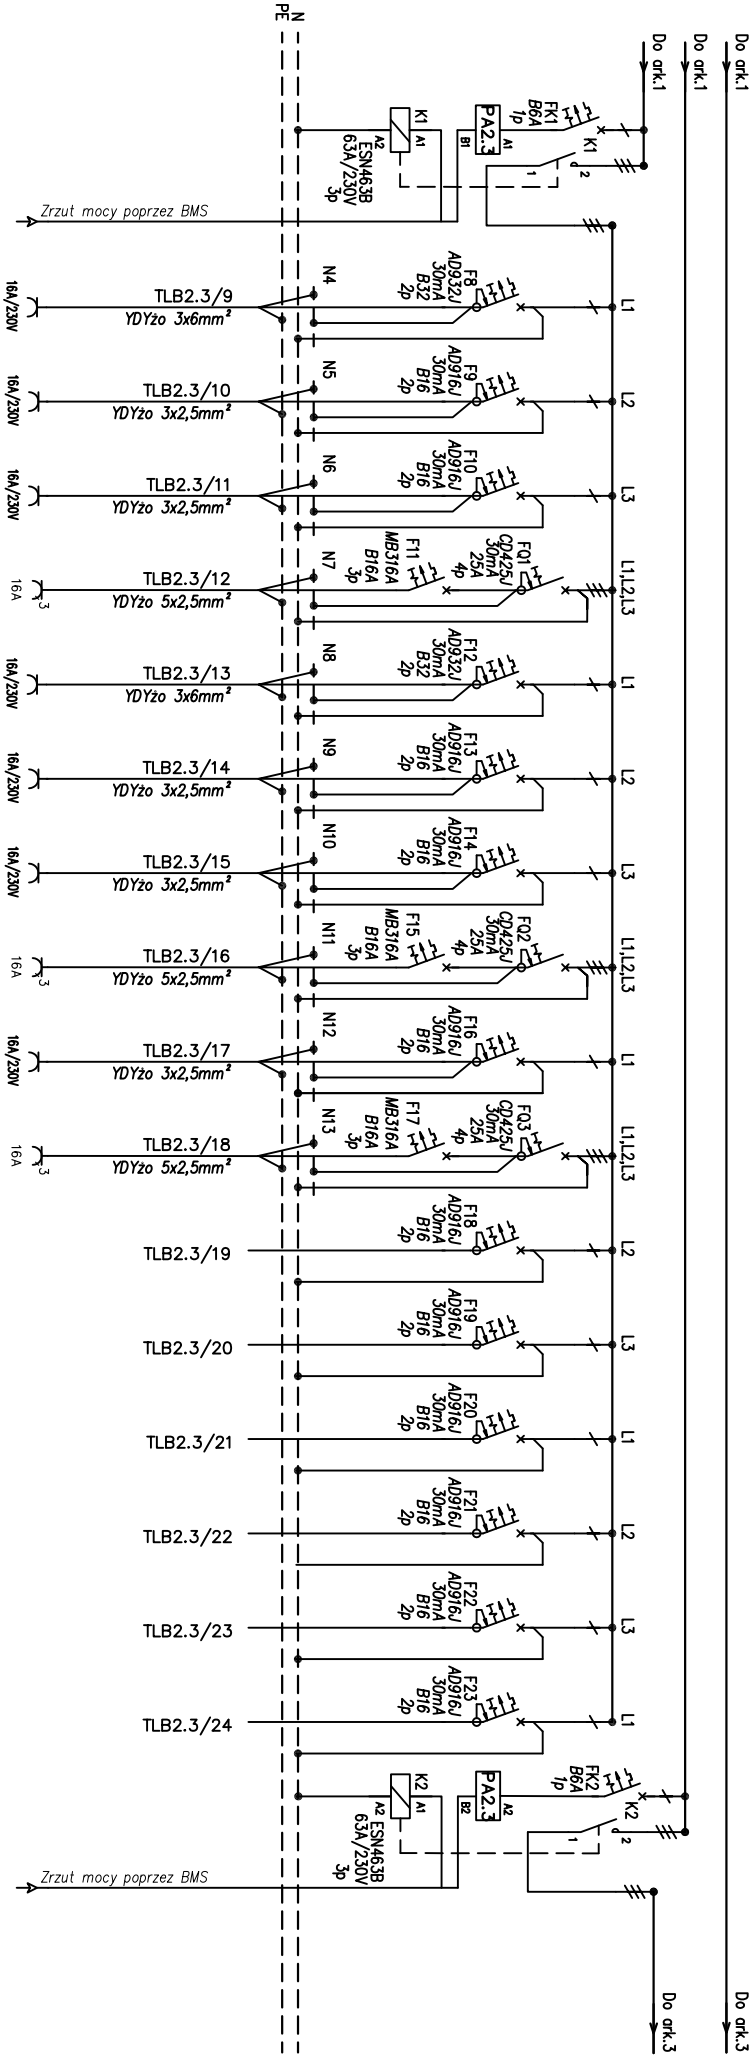 N
PE
Do ark.1
Do ark.1
Do ark.1
FK1
B6A
1p
K1
1
2
PA2.3
A1
B1
K1
A1
A2
ESN463B
63A/230V
3p
Zrzut mocy poprzez BMS
L1
F8
AD932J
30mA
B32
2p
N4
TLB2.3/9
YDYżo 3x6mm²
16A/230V
L2
F9
AD916J
30mA
B16
2p
N5
TLB2.3/10
YDYżo 3x2,5mm²
16A/230V
L3
F10
AD916J
30mA
B16
2p
N6
TLB2.3/11
YDYżo 3x2,5mm²
16A/230V
L1,L2,L3
FQ1
CD425J
30mA
25A
4p
F11
MB316A
B16A
3p
N7
TLB2.3/12
YDYżo 5x2,5mm²
16A
3
L1
F12
AD932J
30mA
B32
2p
N8
TLB2.3/13
YDYżo 3x6mm²
16A/230V
L2
F13
AD916J
30mA
B16
2p
N9
TLB2.3/14
YDYżo 3x2,5mm²
16A/230V
L3
F14
AD916J
30mA
B16
2p
N10
TLB2.3/15
YDYżo 3x2,5mm²
16A/230V
L1,L2,L3
FQ2
CD425J
30mA
25A
4p
F15
MB316A
B16A
3p
N11
TLB2.3/16
YDYżo 5x2,5mm²
16A
3
L1
F16
AD916J
30mA
B16
2p
N12
TLB2.3/17
YDYżo 3x2,5mm²
16A/230V
L1,L2,L3
FQ3
CD425J
30mA
25A
4p
F17
MB316A
B16A
3p
N13
TLB2.3/18
YDYżo 5x2,5mm²
16A
3
L2
F18
AD916J
30mA
B16
2p
TLB2.3/19
L3
F19
AD916J
30mA
B16
2p
TLB2.3/20
L1
F20
AD916J
30mA
B16
2p
TLB2.3/21
L2
F21
AD916J
30mA
B16
2p
TLB2.3/22
L3
F22
AD916J
30mA
B16
2p
TLB2.3/23
L1
F23
AD916J
30mA
B16
2p
TLB2.3/24
FK2
B6A
1p
K2
1
2
PA2.3
A2
B2
K2
A1
A2
ESN463B
63A/230V
3p
Zrzut mocy poprzez BMS
Do ark.3
Do ark.3